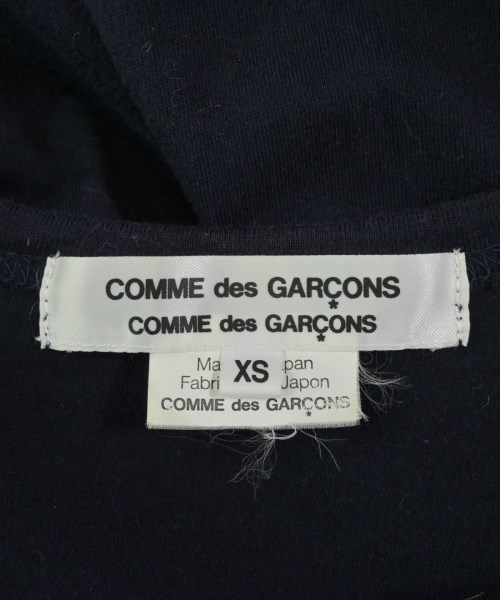 COMME des GARÇONS
COMME des GARÇONS
Ma pan
XS
Fabri Japon
COMME des GARÇONS